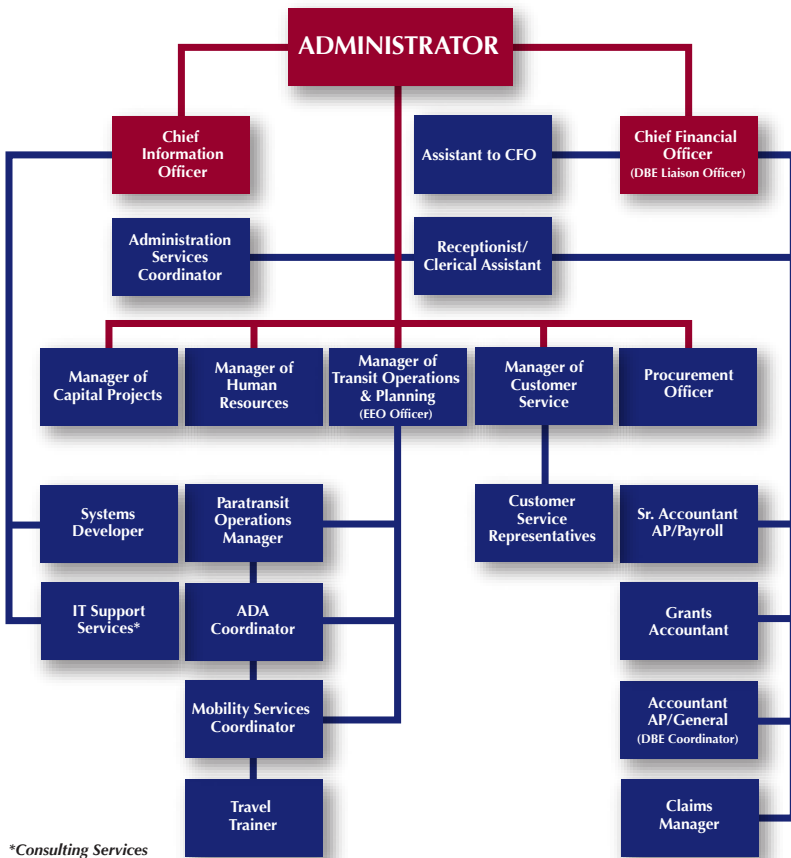 ADMINISTRATOR
Chief
Information
Officer
Assistant to CFO
Chief Financial
Officer
(DBE Liaison Officer)
Administration
Services
Coordinator
Receptionist/
Clerical Assistant
Manager of
Capital Projects
Manager of
Human
Resources
Manager of
Transit Operations
& Planning
(EEO Officer)
Manager of
Customer
Service
Procurement
Officer
Systems
Developer
Paratransit
Operations
Manager
Customer
Service
Representatives
Sr. Accountant
AP/Payroll
IT Support
Services*
ADA
Coordinator
Grants
Accountant
Mobility Services
Coordinator
Accountant
AP/General
(DBE Coordinator)
Travel
Trainer
Claims
Manager
*Consulting Services